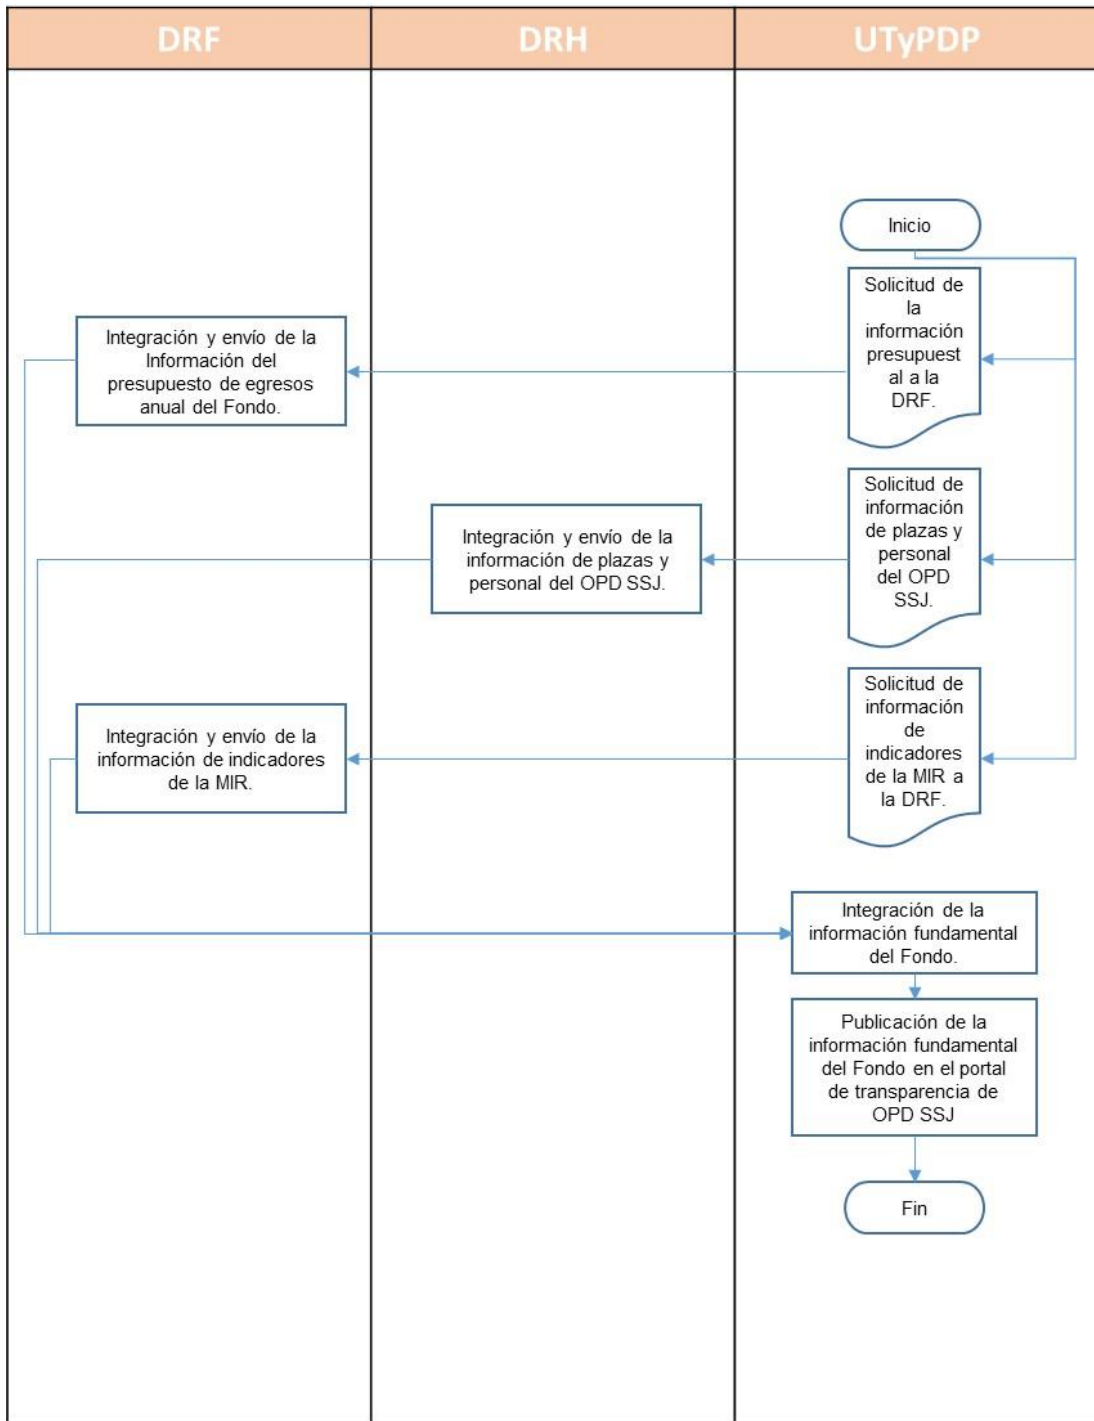 DRF DRH UTyPDP
Inicio
Solicitud de
la
información
presupuest
al a la
DRF.
Integración y envío de la
Información del
presupuesto de egresos
anual del Fondo.
Solicitud de
información
de plazas y
personal
del OPD
SSJ.
Integración y envío de la
información de plazas y
personal del OPD SSJ.
Solicitud de
información
de
indicadores
de la MIR a
la DRF.
Integración y envío de la
información de indicadores
de la MIR.
Integración de la
información fundamental
del Fondo.
Publicación de la
información fundamental
del Fondo en el portal
de transparencia de
OPD SSJ
Fin